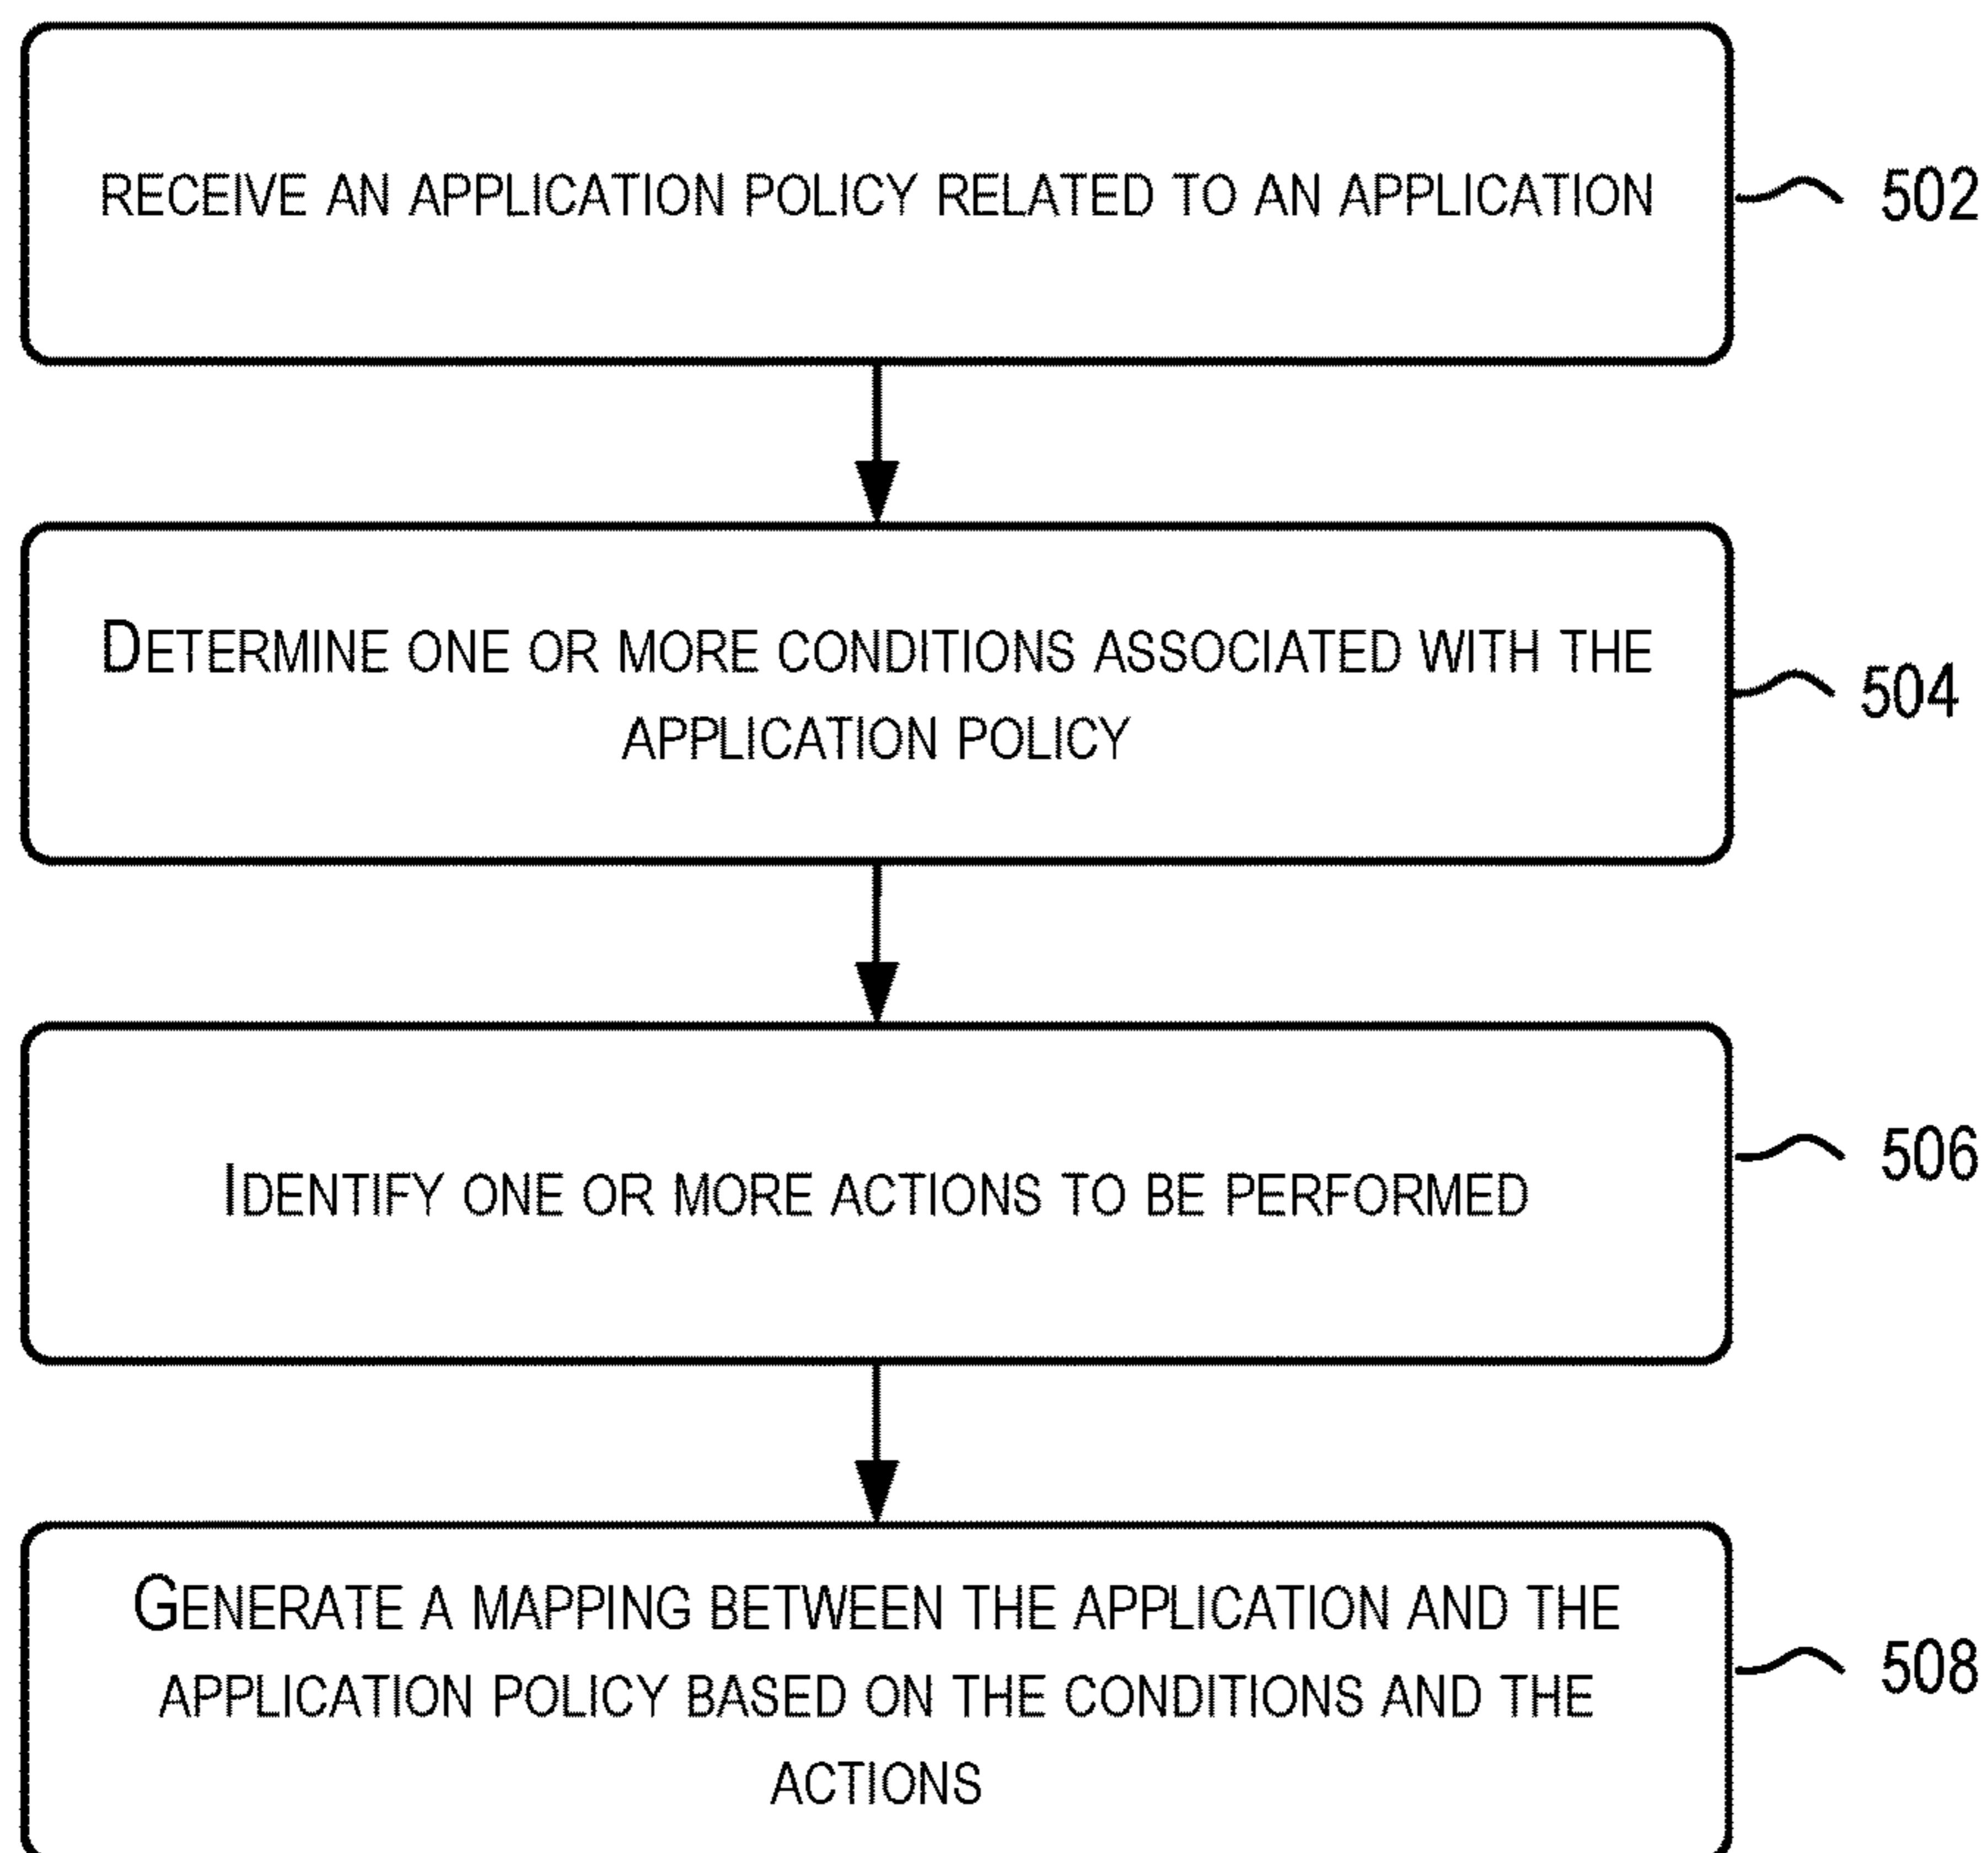 RECEIVE AN APPLICATION POLICY RELATED TO AN APPLICATION
502
DETERMINE ONE OR MORE CONDITIONS ASSOCIATED WITH THE
APPLICATION POLICY
504
IDENTIFY ONE OR MORE ACTIONS TO BE PERFORMED
506
GENERATE A MAPPING BETWEEN THE APPLICATION AND THE
APPLICATION POLICY BASED ON THE CONDITIONS AND THE
ACTIONS
508